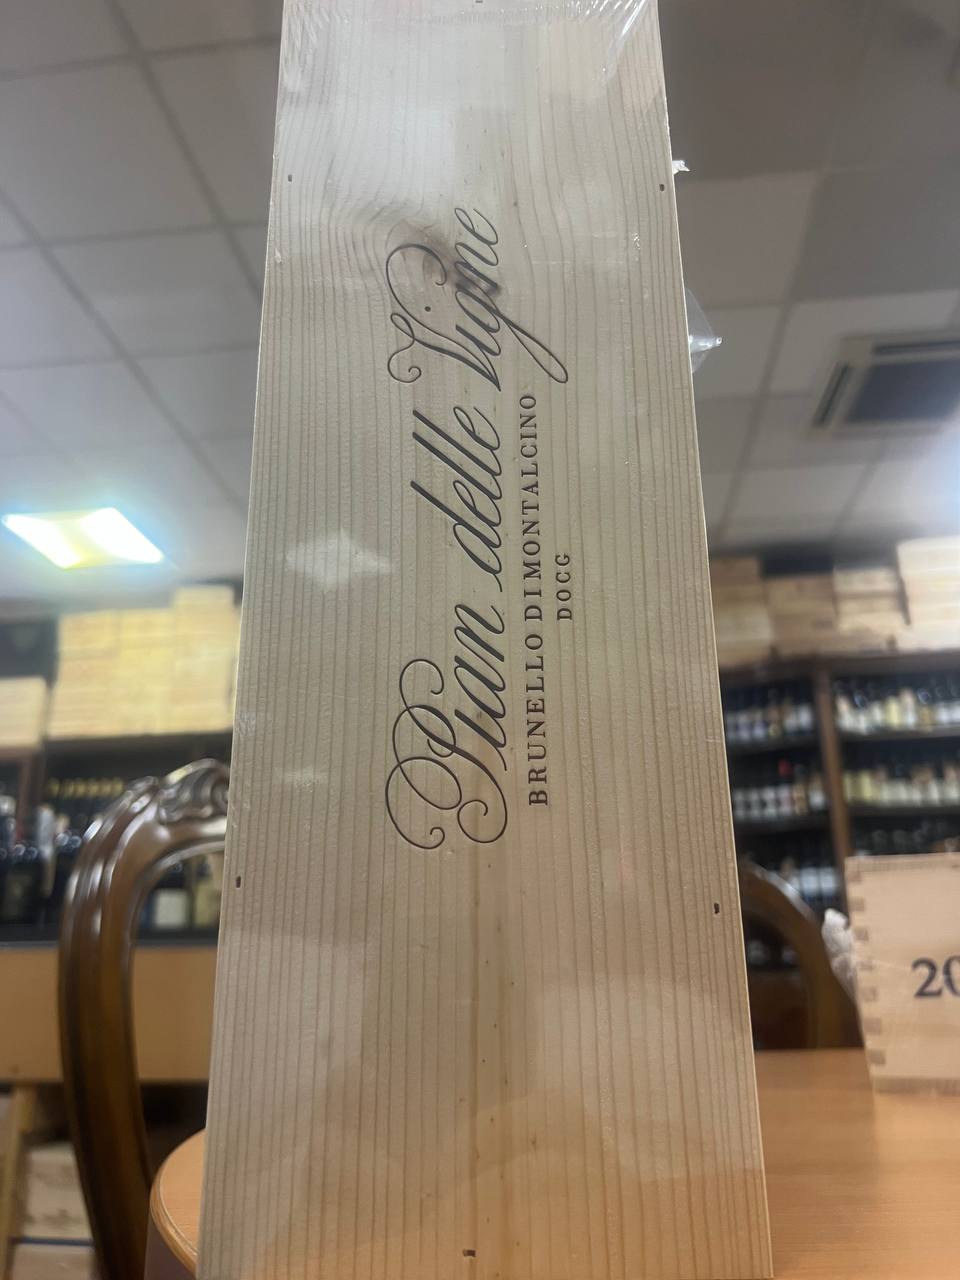 Pian delle Vigne
BRUNELLO DI MONTALCINO
DOCG
20